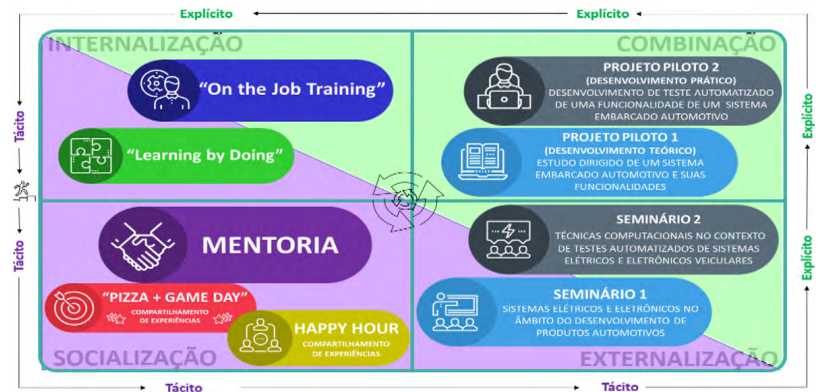 Explícito
Explícito
INTERNALIZAÇÃO
COMBINAÇÃO
“On the Job Training”
“Learning by Doing”
PROJETO PILOTO 2
(DESENVOLVIMENTO PRÁTICO)
DESENVOLVIMENTO DE TESTE AUTOMATIZADO
DE UMA FUNCIONALIDADE DE UM SISTEMA
EMBARCADO AUTOMOTIVO
PROJETO PILOTO 1
(DESENVOLVIMENTO TEÓRICO)
ESTUDO DIRIGIDO DE UM SISTEMA
EMBARCADO AUTOMOTIVO E SUAS
FUNCIONALIDADES
Tácito
Explícito
Tácito
Explícito
MENTORIA
“PIZZA + GAME DAY”
COMPARTILHAMENTO
DE EXPERIÊNCIAS
HAPPY HOUR
COMPARTILHAMENTO
DE EXPERIÊNCIAS
SEMINÁRIO 2
TÉCNICAS COMPUTACIONAIS NO CONTEXTO
DE TESTES AUTOMATIZADOS DE SISTEMAS
ELÉTRICOS E ELETRÔNICOS VEICULARES
SEMINÁRIO 1
SISTEMAS ELÉTRICOS E ELETRÔNICOS NO
ÂMBITO DO DESENVOLVIMENTO DE
PRODUTOS AUTOMOTIVOS
SOCIALIZAÇÃO
EXTERNALIZAÇÃO
Tácito
Tácito